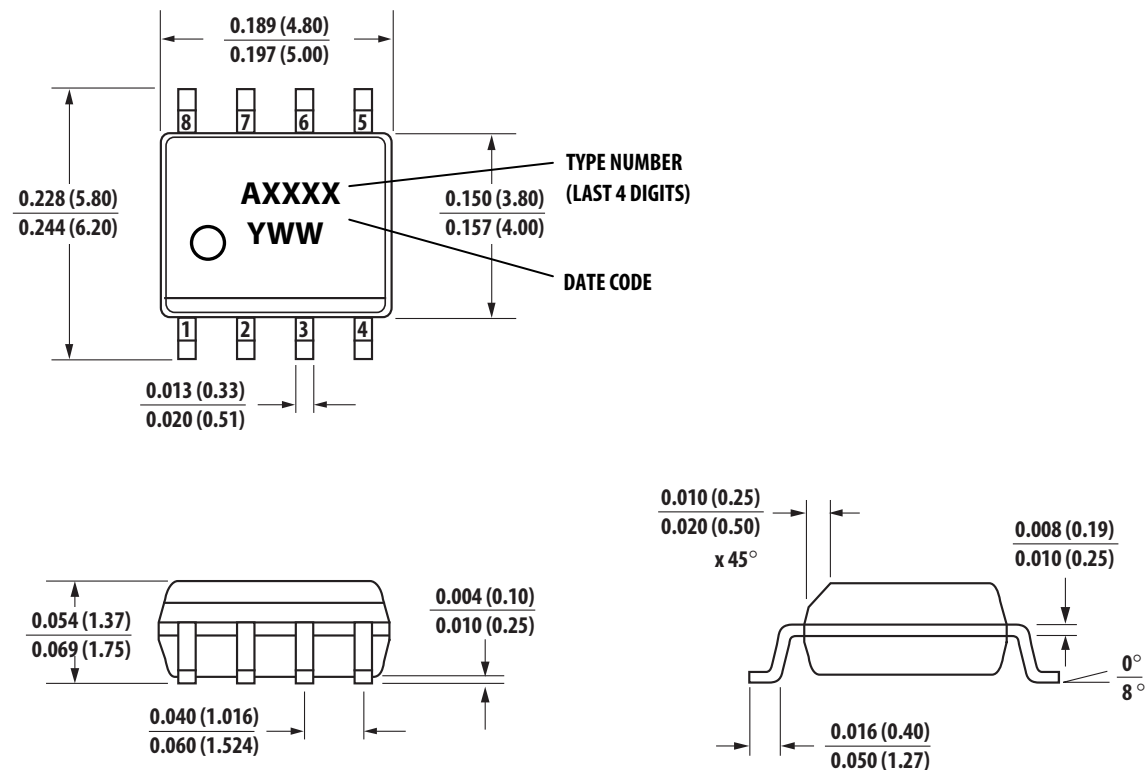 0.189 (4.80)
0.197 (5.00)
8 7 6 5
TYPE NUMBER
(LAST 4 DIGITS)
AXXXX
YWW
0.228 (5.80)
0.244 (6.20)
0.150 (3.80)
0.157 (4.00)
DATE CODE
1 2 3 4
0.013 (0.33)
0.020 (0.51)
0.010 (0.25)
0.020 (0.50)
x 45°
0.008 (0.19)
0.010 (0.25)
0.054 (1.37)
0.069 (1.75)
0.004 (0.10)
0.010 (0.25)
0°
8°
0.040 (1.016)
0.060 (1.524)
0.016 (0.40)
0.050 (1.27)